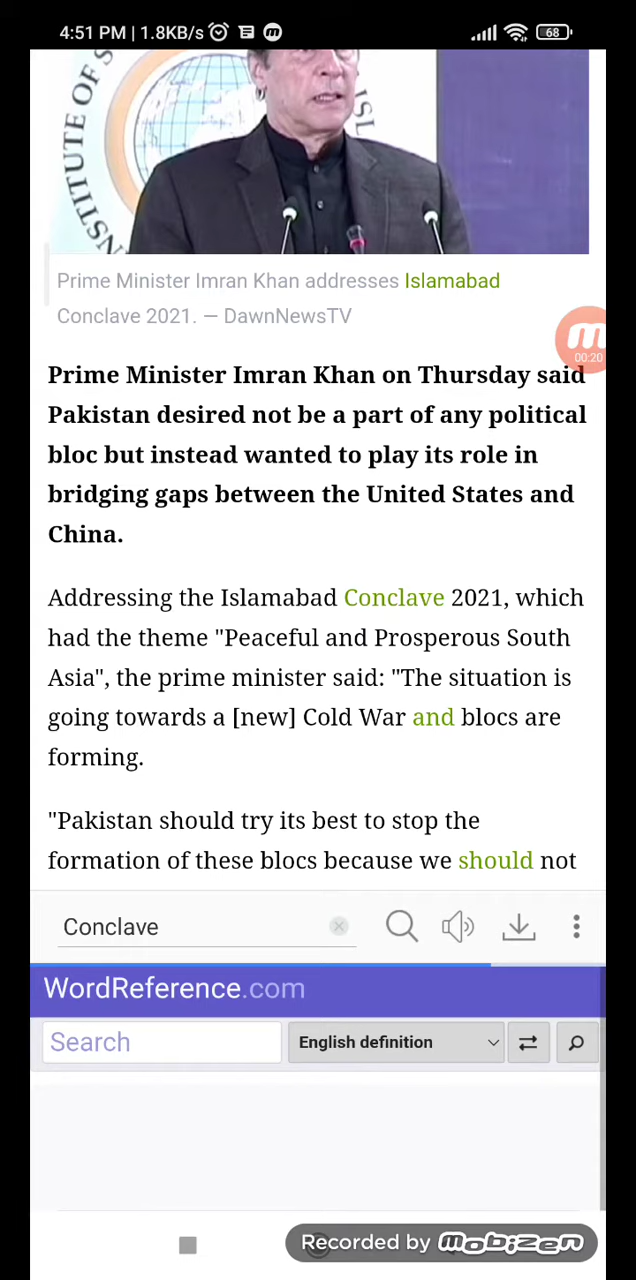 4:51 PM | 1.8KB/s
68
INSTITUTE OF S
ISL
Prime Minister Imran Khan addresses Islamabad
Conclave 2021. — DawnNewsTV
00:20
Prime Minister Imran Khan on Thursday said
Pakistan desired not be a part of any political
bloc but instead wanted to play its role in
bridging gaps between the United States and
China.
Addressing the Islamabad Conclave 2021, which
had the theme "Peaceful and Prosperous South
Asia", the prime minister said: "The situation is
going towards a [new] Cold War and blocs are
forming.
"Pakistan should try its best to stop the
formation of these blocs because we should not
Conclave
WordReference.com
Search
English definition
Recorded by mobizen